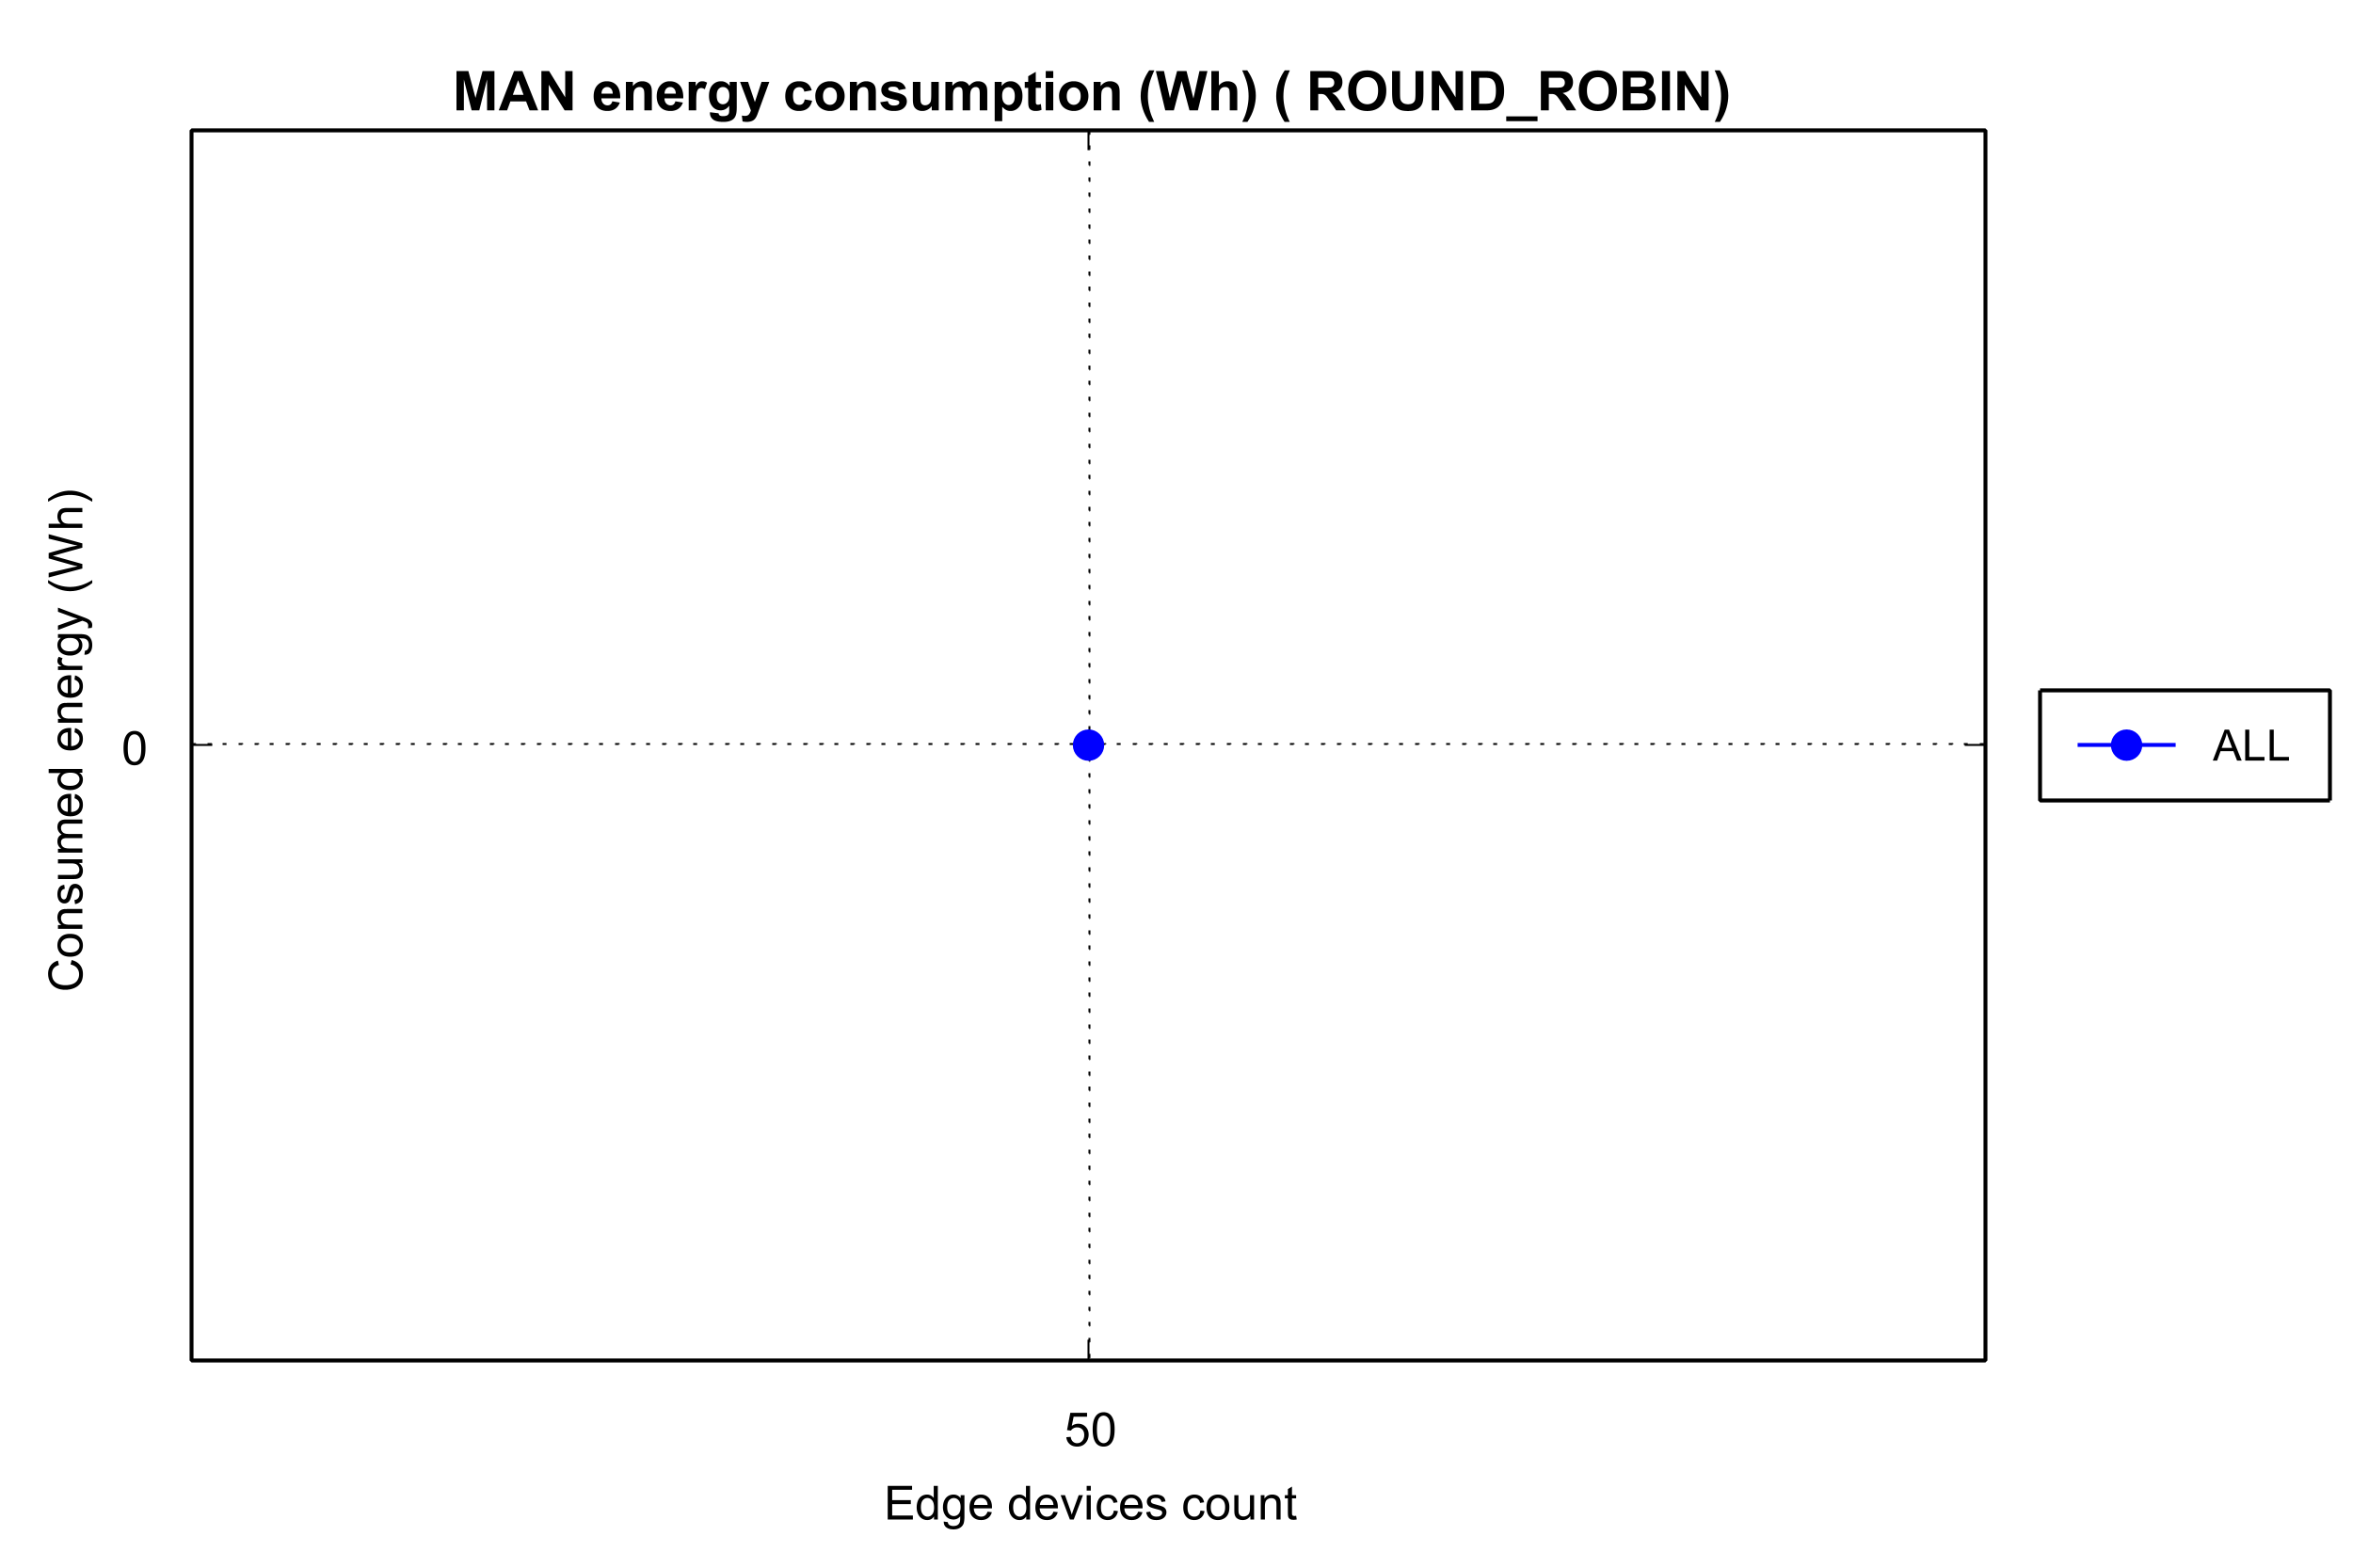 MAN energy consumption (Wh) ( ROUND_ROBIN)
Consumed energy (Wh)
0
ALL
50
Edge devices count